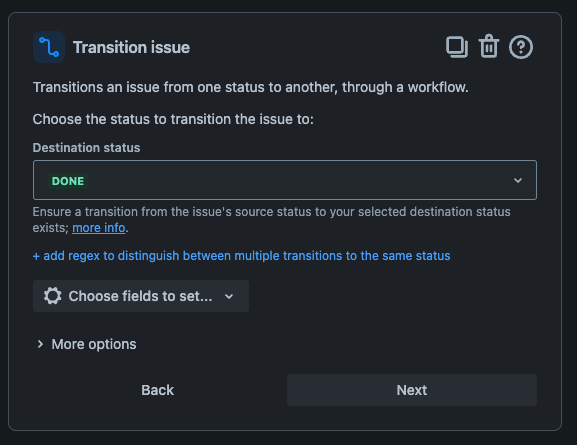 Transition issue
Transitions an issue from one status to another, through a workflow.
Choose the status to transition the issue to:
Destination status
DONE
Ensure a transition from the issue's source status to your selected destination status
exists; more info.
+ add regex to distinguish between multiple transitions to the same status
Choose fields to set...
More options
Back Next